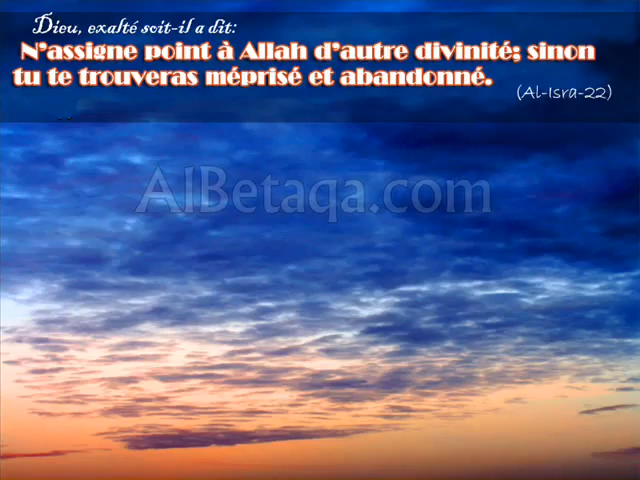 Dieu, exalté soit-il a dit:
N'assigne point à Allah d'autre divinité; sinon
tu te trouveras méprisé et abandonné.
(Al-Isra-22)
AlBetaqa.com